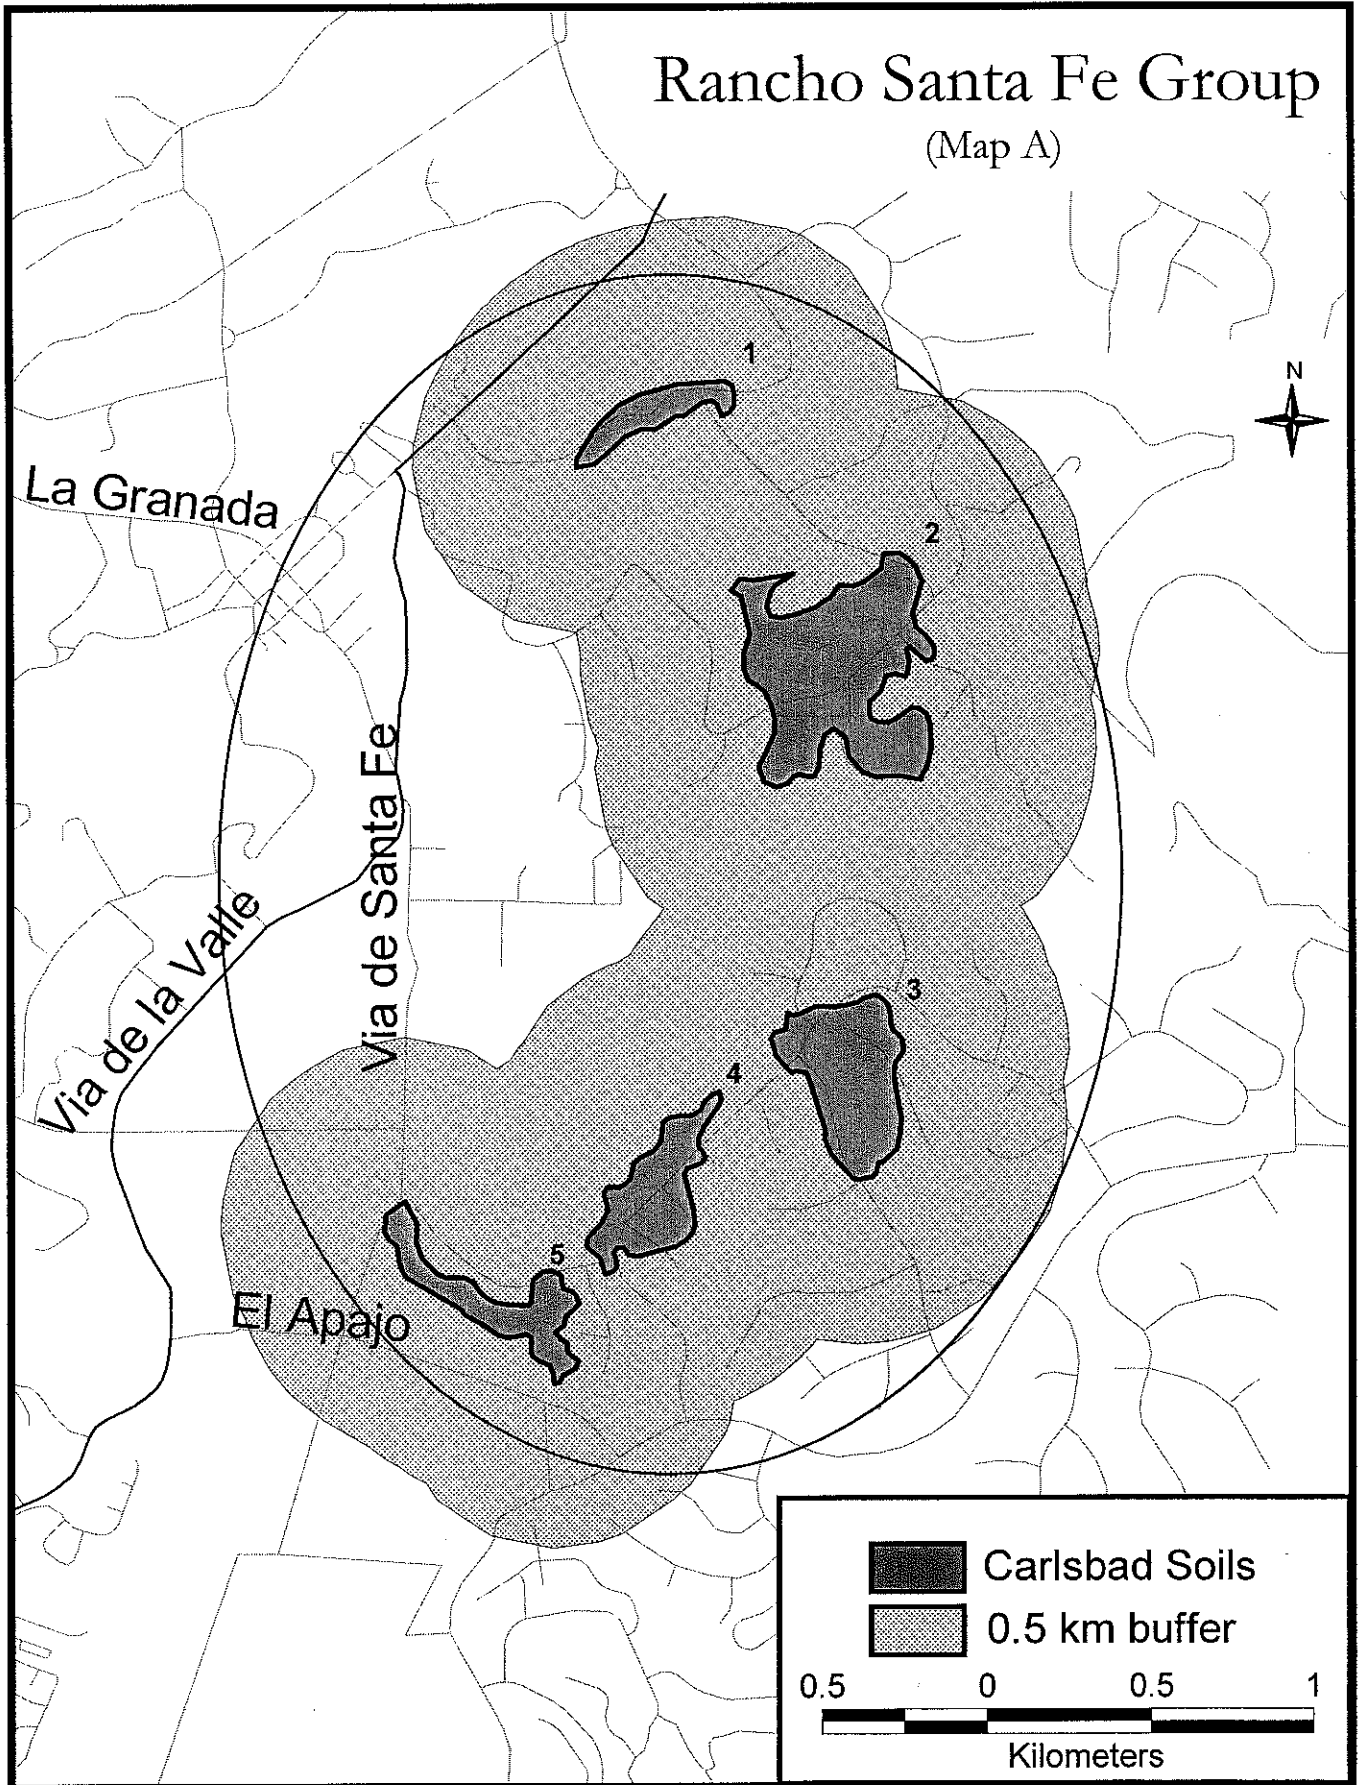 Rancho Santa Fe Group
(Map A)
1
N
La Granada
2
Via de Santa Fe
Via de la Valle
3
4
5
El Apajo
Carlsbad Soils
0.5 km buffer
0.5 0 0.5 1
Kilometers